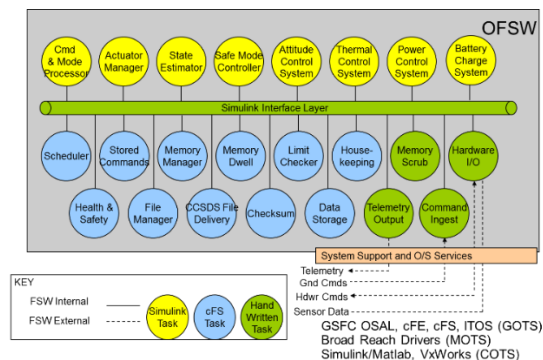 OFSW
Cmd
& Mode
Processor
Actuator
Manager
State
Estimator
Safe Mode
Controller
Attitude
Control
System
Thermal
Control
System
Power
Control
System
Battery
Charge
System
Simulink Interface Layer
Scheduler
Stored
Commands
Memory
Manager
Memory
Dwell
Limit
Checker
House-
keeping
Memory
Scrub
Hardware
I/O
Health &
Safety
File
Manager
CCSDS File
Delivery
Checksum
Data
Storage
Telemetry
Output
Command
Ingest
System Support and O/S Services
Telemetry
Gnd Cmds
Hdwr Cmds
Sensor Data
KEY
FSW Internal
FSW External
Simulink
Task
cFS
Task
Hand
Written
Task
GSFC OSAL, cFE, cFS, ITOS (GOTS)
Broad Reach Drivers (MOTS)
Simulink/Matlab, VxWorks (COTS)